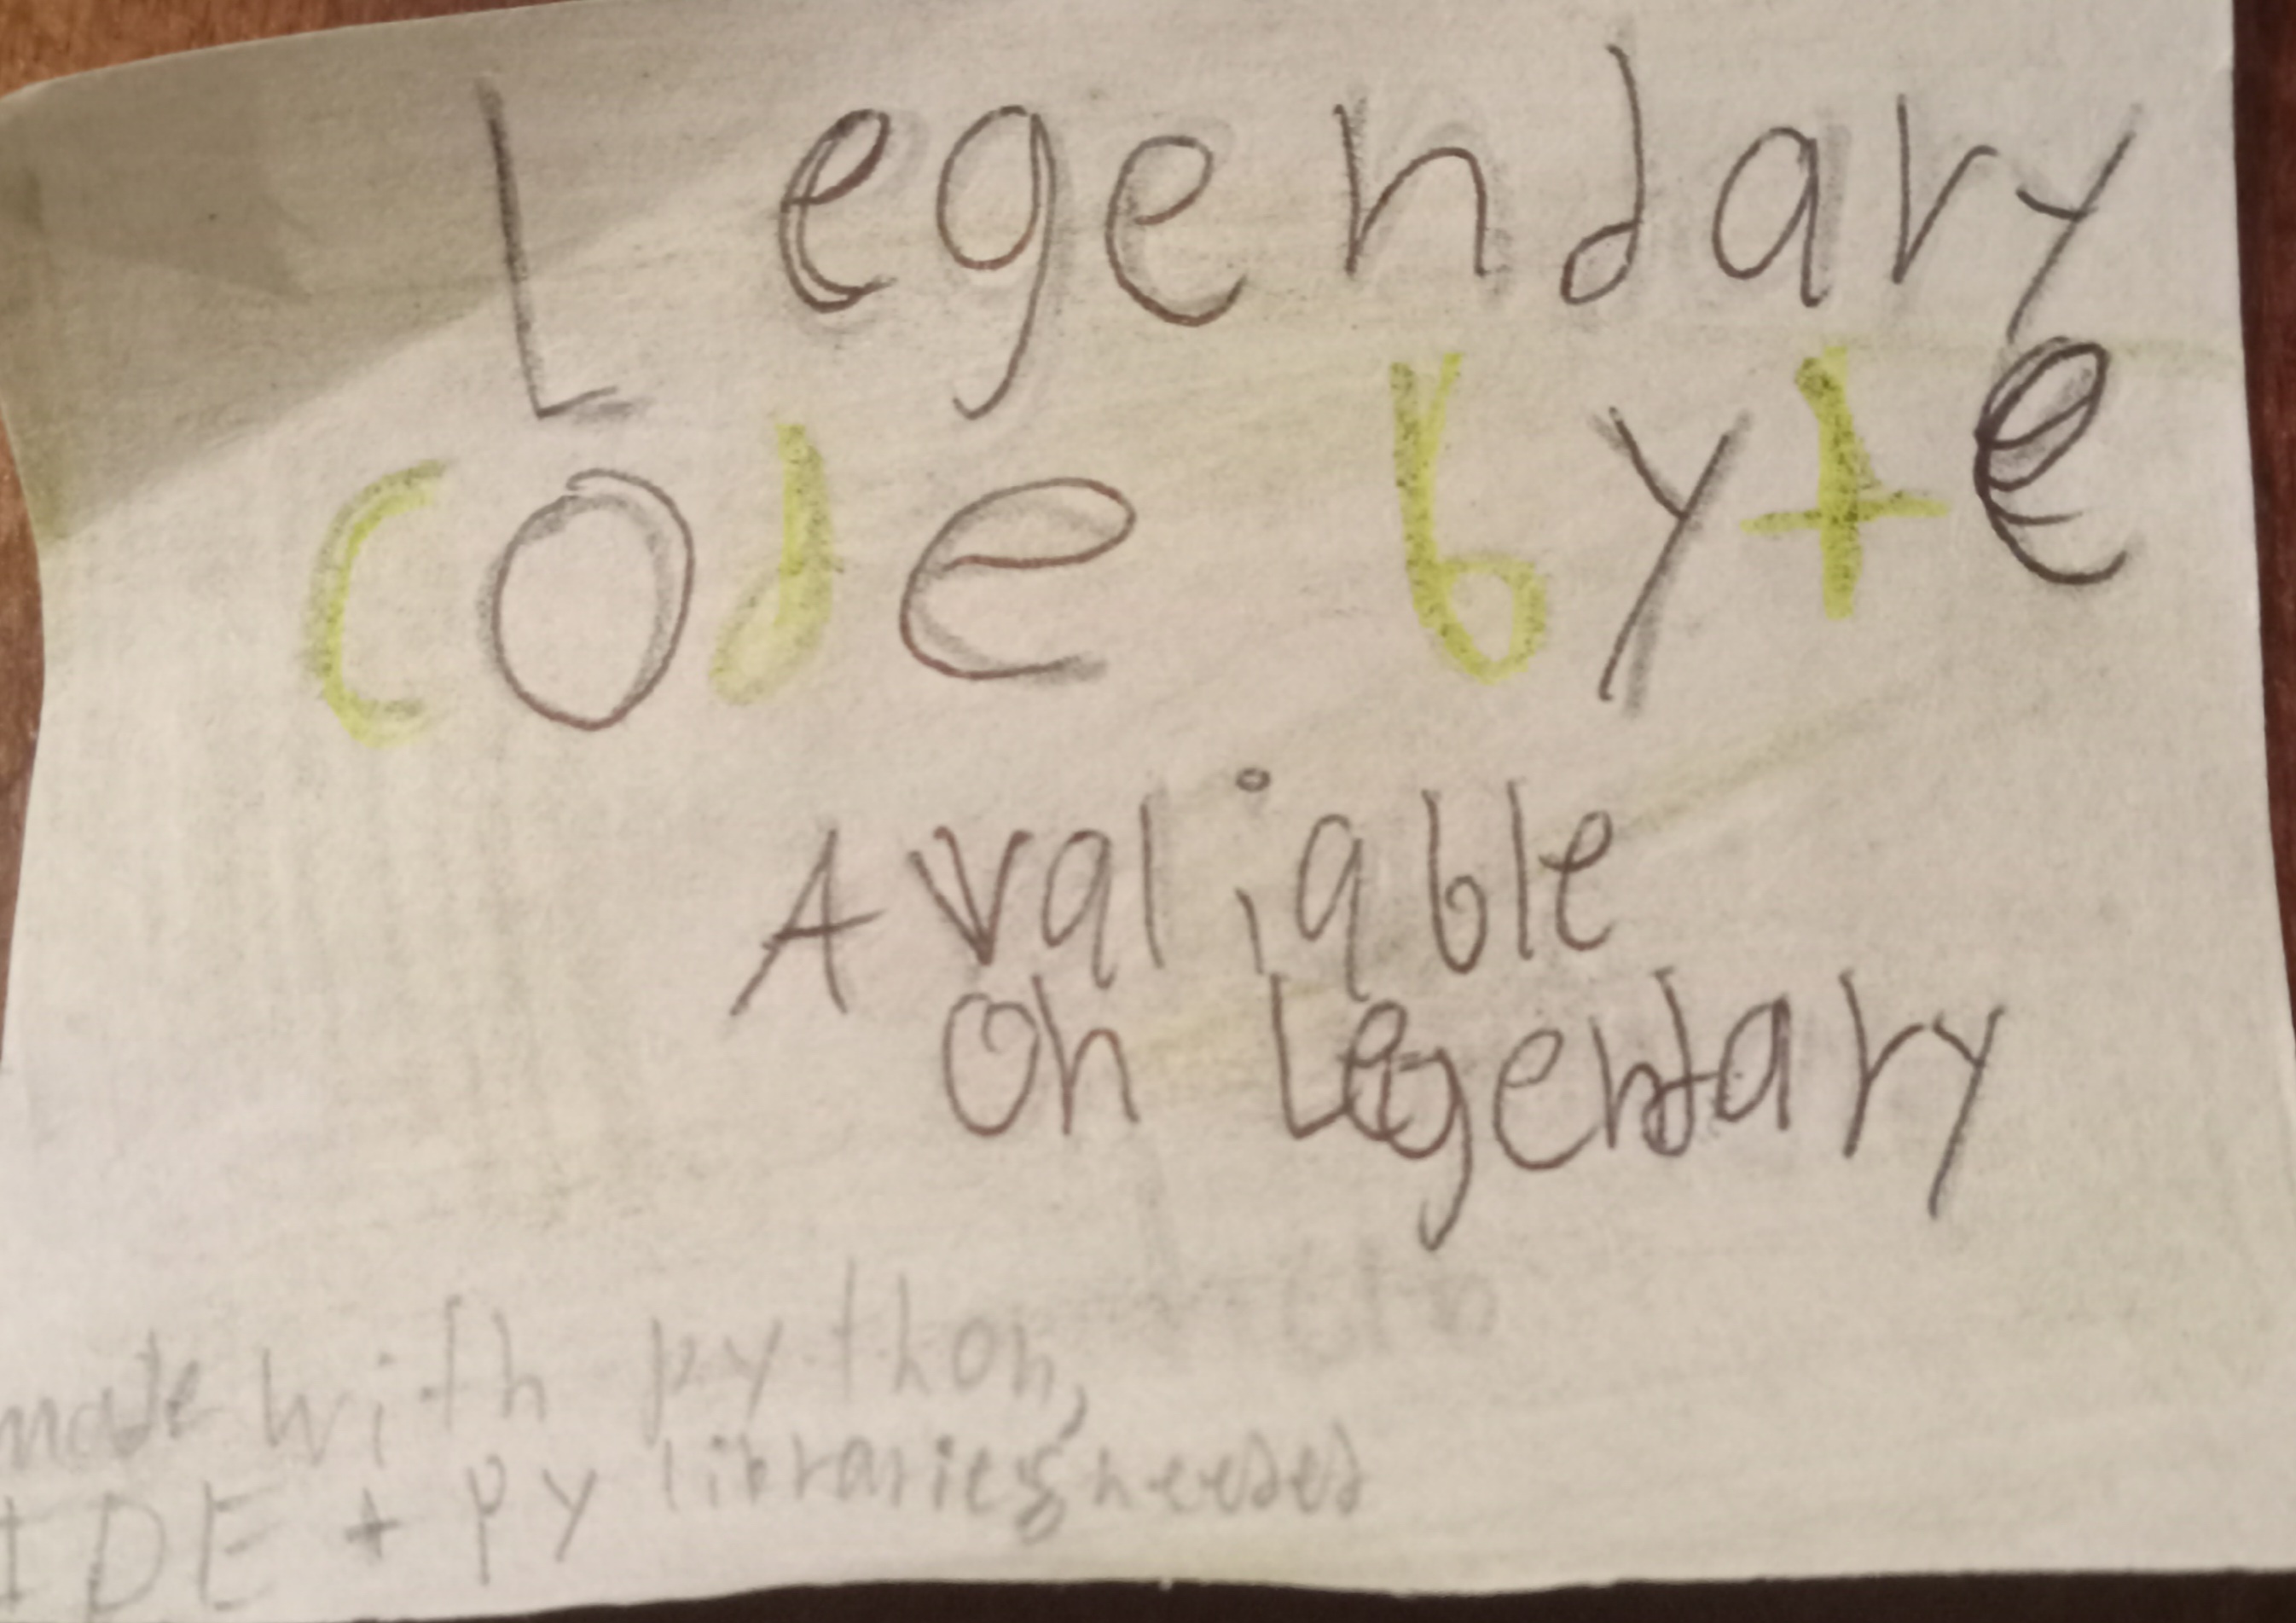 Legendary
code byte
Avaliable
on Legendary
made with python,
IDE + py libraries needed